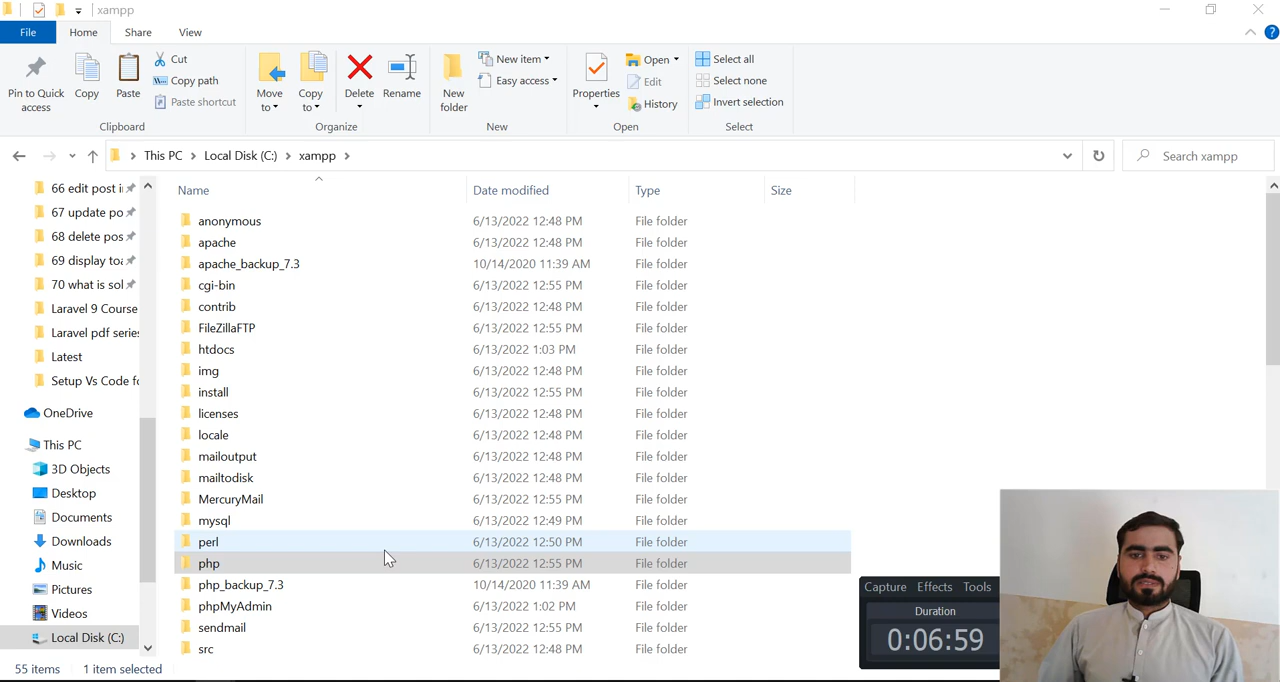 xampp
File Home Share View
Pin to Quick access
Copy
Paste
Cut
Copy path
Paste shortcut
Clipboard
Move to
Copy to
Delete
Rename
Organize
New folder
New item
Easy access
New
Properties
Open
Edit
History
Open
Select all
Select none
Invert selection
Select
This PC > Local Disk (C:) > xampp >
Search xampp
66 edit post i
67 update po
68 delete pos
69 display toa
70 what is sol
Laravel 9 Course
Laravel pdf serie
Latest
Setup Vs Code fo
OneDrive
This PC
3D Objects
Desktop
Documents
Downloads
Music
Pictures
Videos
Local Disk (C:)
Name Date modified Type Size
anonymous 6/13/2022 12:48 PM File folder
apache 6/13/2022 12:48 PM File folder
apache_backup_7.3 10/14/2020 11:39 AM File folder
cgi-bin 6/13/2022 12:55 PM File folder
contrib 6/13/2022 12:48 PM File folder
FileZillaFTP 6/13/2022 12:55 PM File folder
htdocs 6/13/2022 1:03 PM File folder
img 6/13/2022 12:48 PM File folder
install 6/13/2022 12:55 PM File folder
licenses 6/13/2022 12:48 PM File folder
locale 6/13/2022 12:48 PM File folder
mailoutput 6/13/2022 12:48 PM File folder
mailtodisk 6/13/2022 12:48 PM File folder
MercuryMail 6/13/2022 12:55 PM File folder
mysql 6/13/2022 12:49 PM File folder
perl 6/13/2022 12:50 PM File folder
php 6/13/2022 12:55 PM File folder
php_backup_7.3 10/14/2020 11:39 AM File folder
phpMyAdmin 6/13/2022 1:02 PM File folder
sendmail 6/13/2022 12:55 PM File folder
src 6/13/2022 12:48 PM File folder
Capture Effects Tools
Duration
0:06:59
55 items 1 item selected